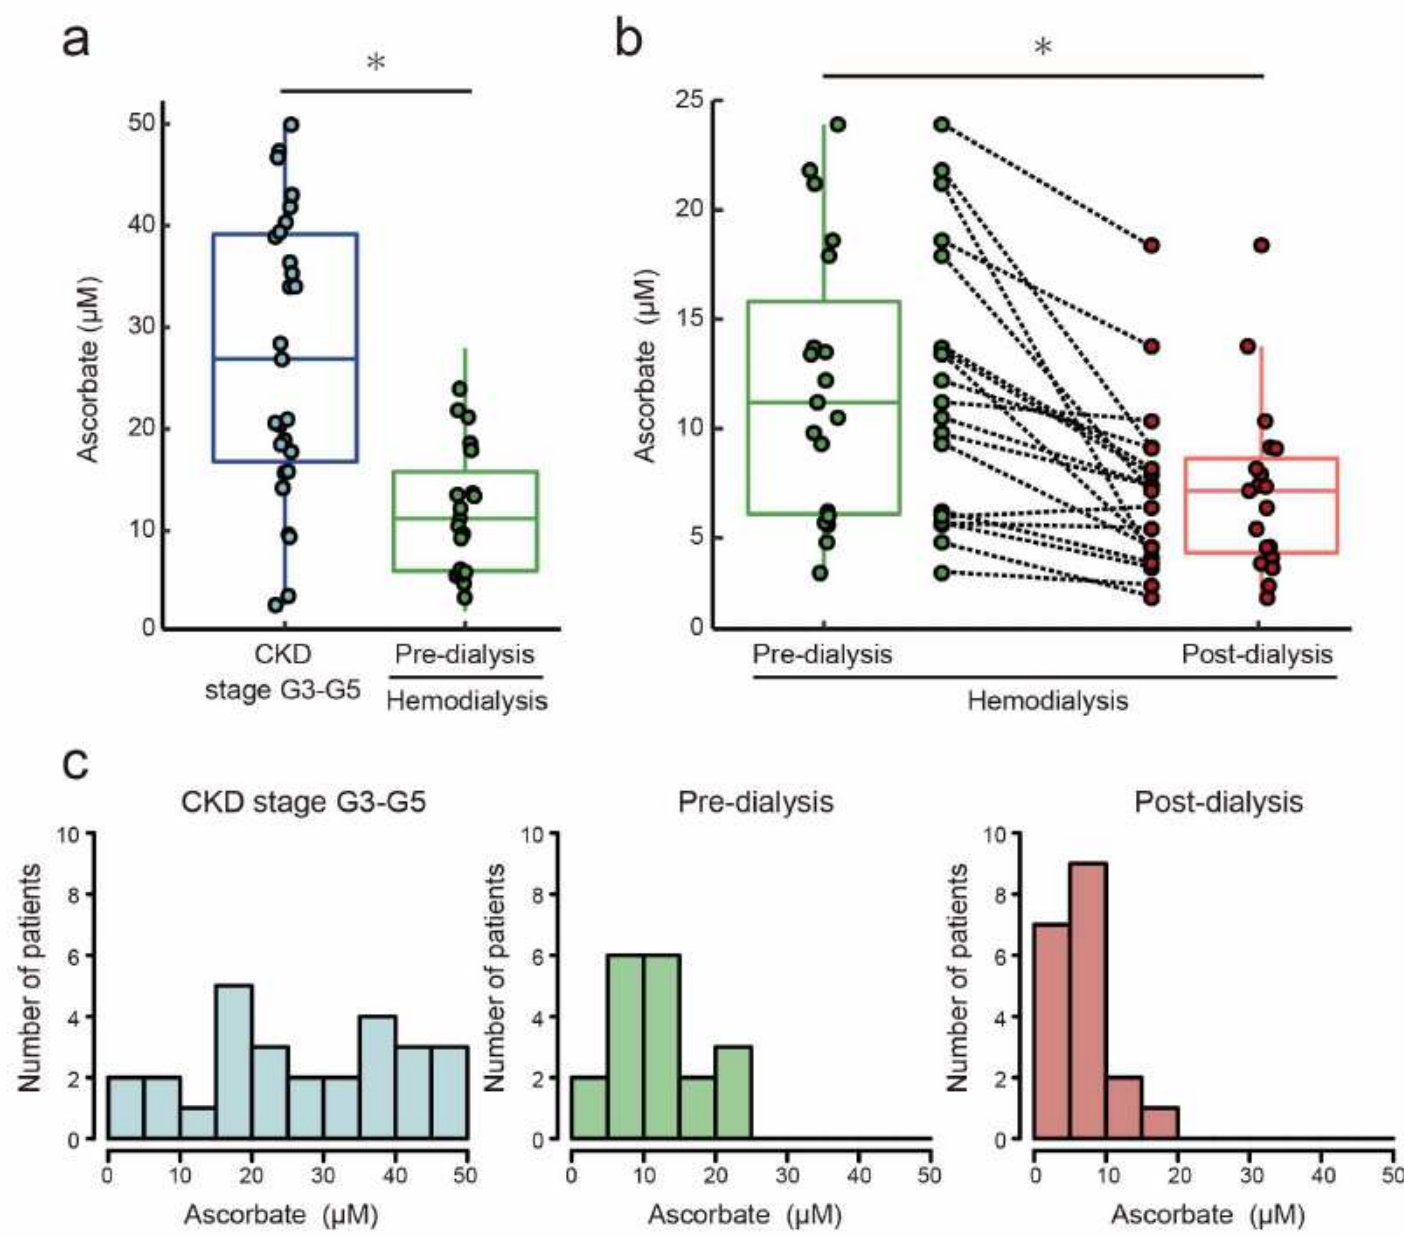 a
*
Ascorbate (μM)
50
40
30
20
10
0
CKD
stage G3-G5
Pre-dialysis
Hemodialysis
b
*
Ascorbate (μM)
25
20
15
10
5
0
Pre-dialysis
Post-dialysis
Hemodialysis
c
CKD stage G3-G5
Number of patients
10
8
6
4
2
0
0 10 20 30 40 50
Ascorbate (μM)
Pre-dialysis
Number of patients
10
8
6
4
2
0
0 10 20 30 40 50
Ascorbate (μM)
Post-dialysis
Number of patients
10
8
6
4
2
0
0 10 20 30 40 50
Ascorbate (μM)